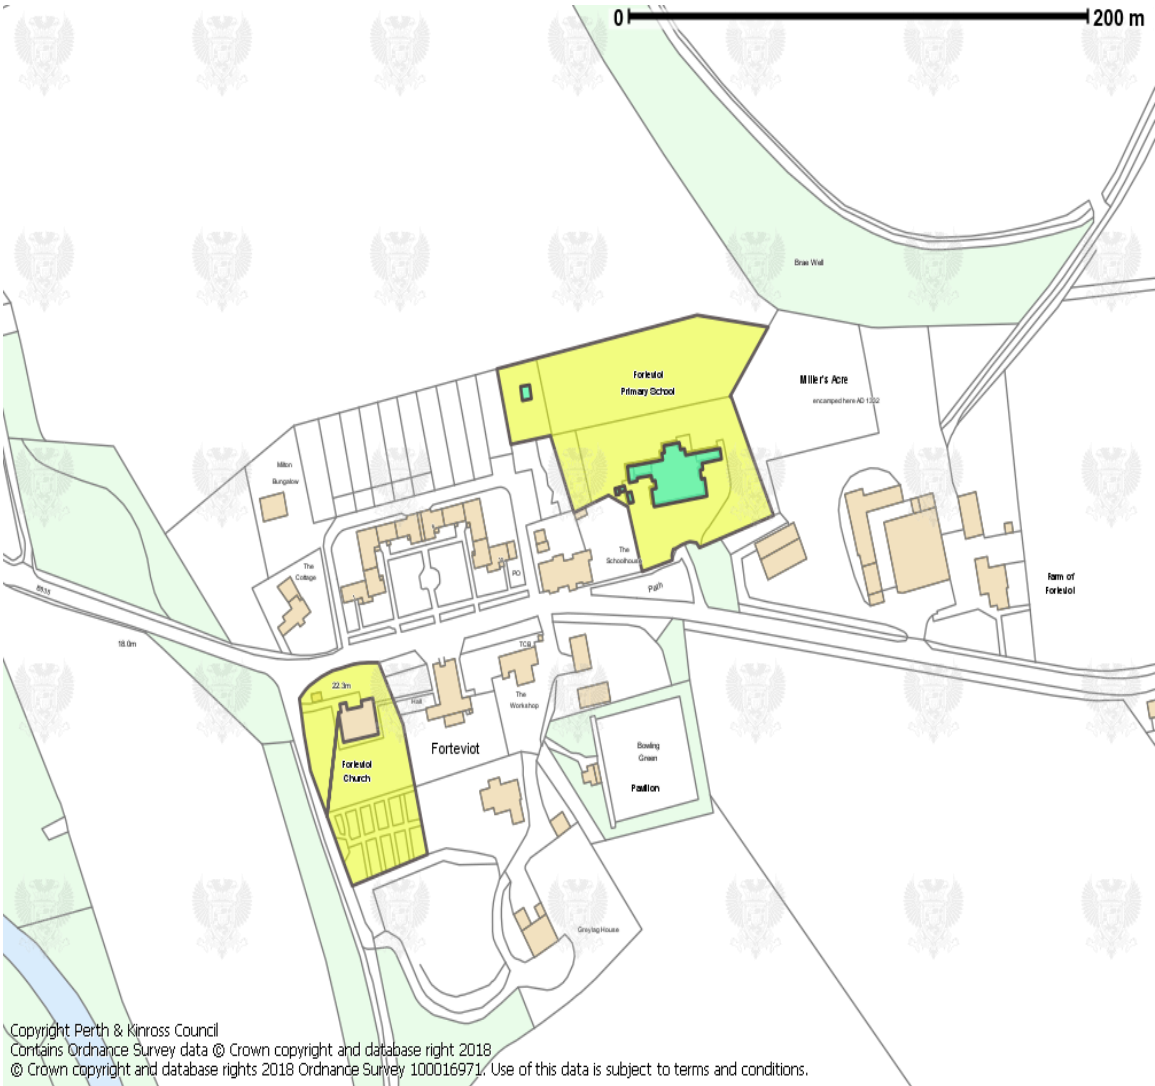 0 200 m
Brae Well
Forteviot
Primary School
Miller's Acre
encamped here AD 1332
Milton
Bungalow
The
Cottage
The
Schoolhouse
PO
Path
Farm of
Forteviot
B935
18.0m
TCB
22.3m
Hall
The
Workshop
Forteviot
Forteviot
Church
Bowling
Green
Pavilion
Greylag House
Copyright Perth & Kinross Council
Contains Ordnance Survey data © Crown copyright and database right 2018
© Crown copyright and database rights 2018 Ordnance Survey 100016971. Use of this data is subject to terms and conditions.